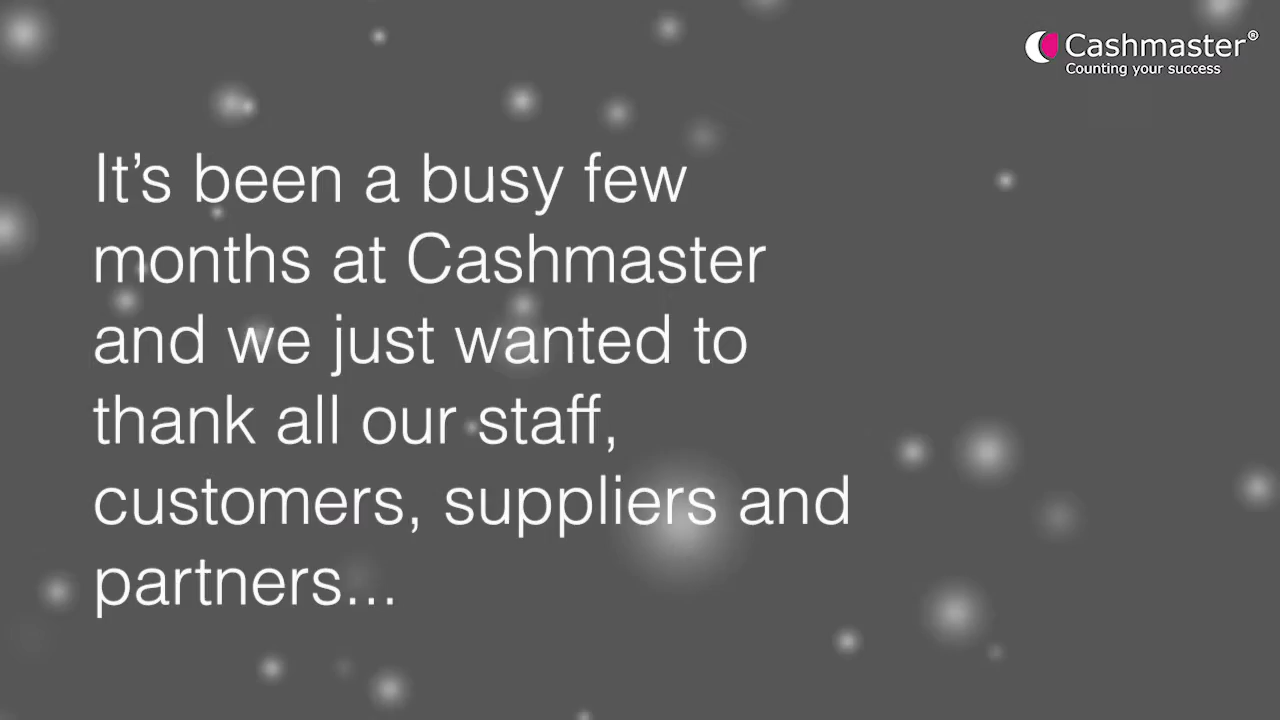 Cashmaster®
Counting your success
It’s been a busy few
months at Cashmaster
and we just wanted to
thank all our staff,
customers, suppliers and
partners...